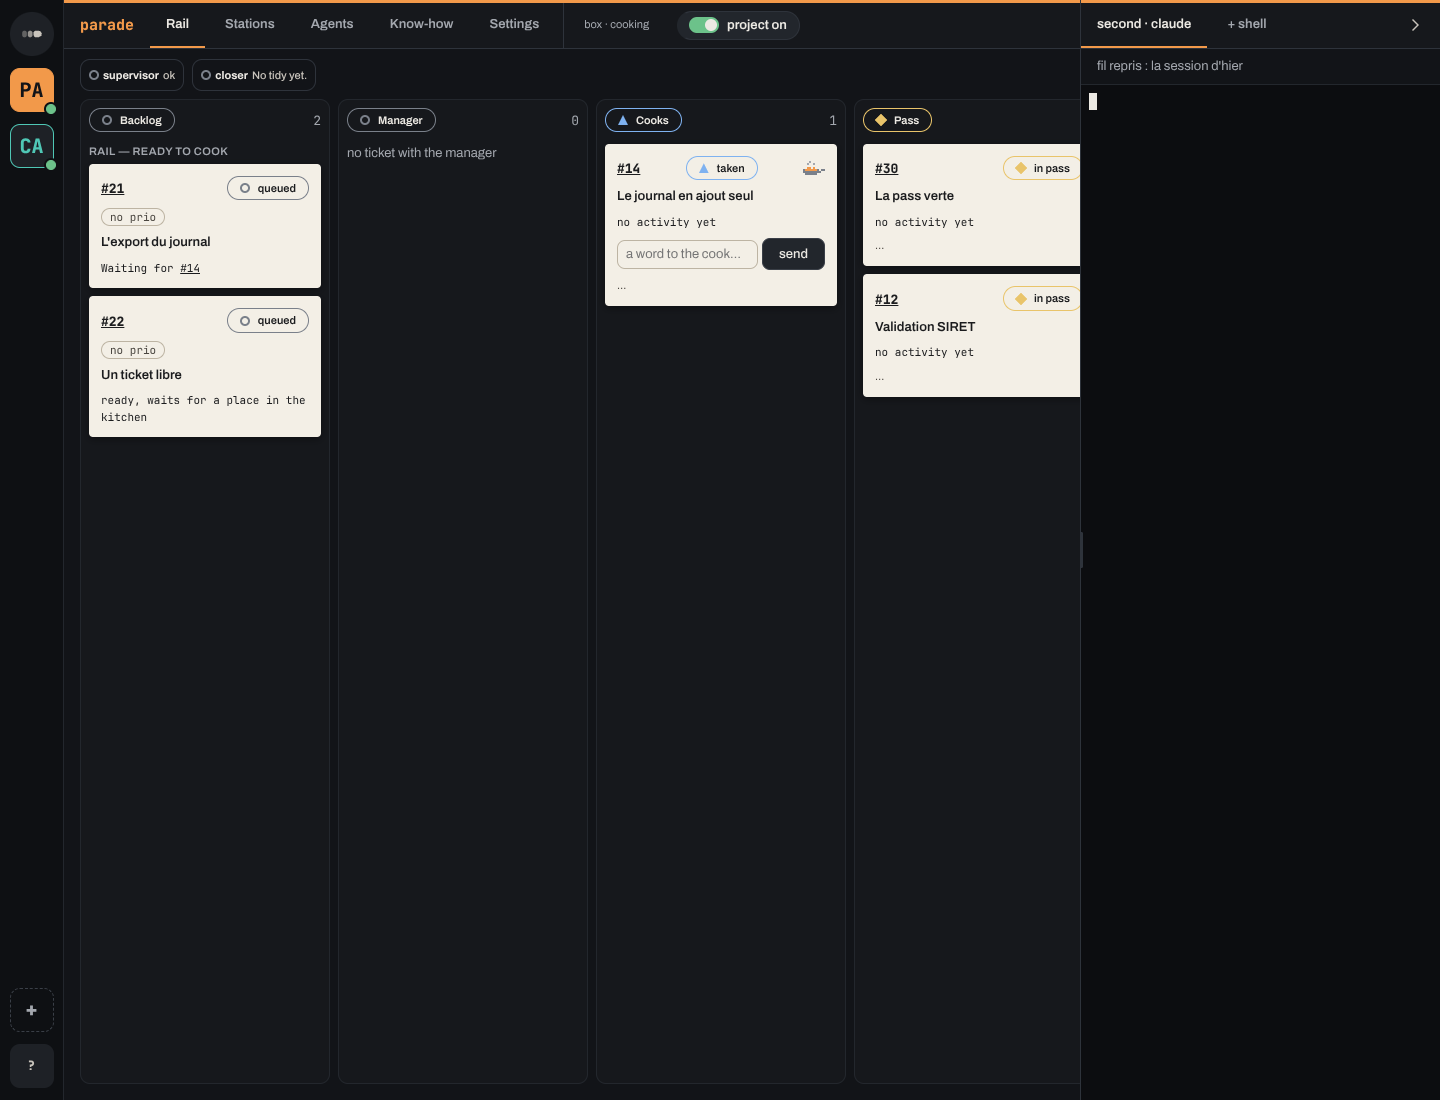 PA
CA
+
?
parade
Rail
Stations
Agents
Know-how
Settings
box · cooking
project on
supervisor ok
closer No tidy yet.
Backlog
2
RAIL — READY TO COOK
#21
queued
no prio
L'export du journal
Waiting for #14
#22
queued
no prio
Un ticket libre
ready, waits for a place in the
kitchen
Manager
0
no ticket with the manager
Cooks
1
#14
taken
Le journal en ajout seul
no activity yet
a word to the cook...
send
...
Pass
#30
in pass
La pass verte
no activity yet
...
#12
in pass
Validation SIRET
no activity yet
...
second · claude
+ shell
fil repris : la session d'hier